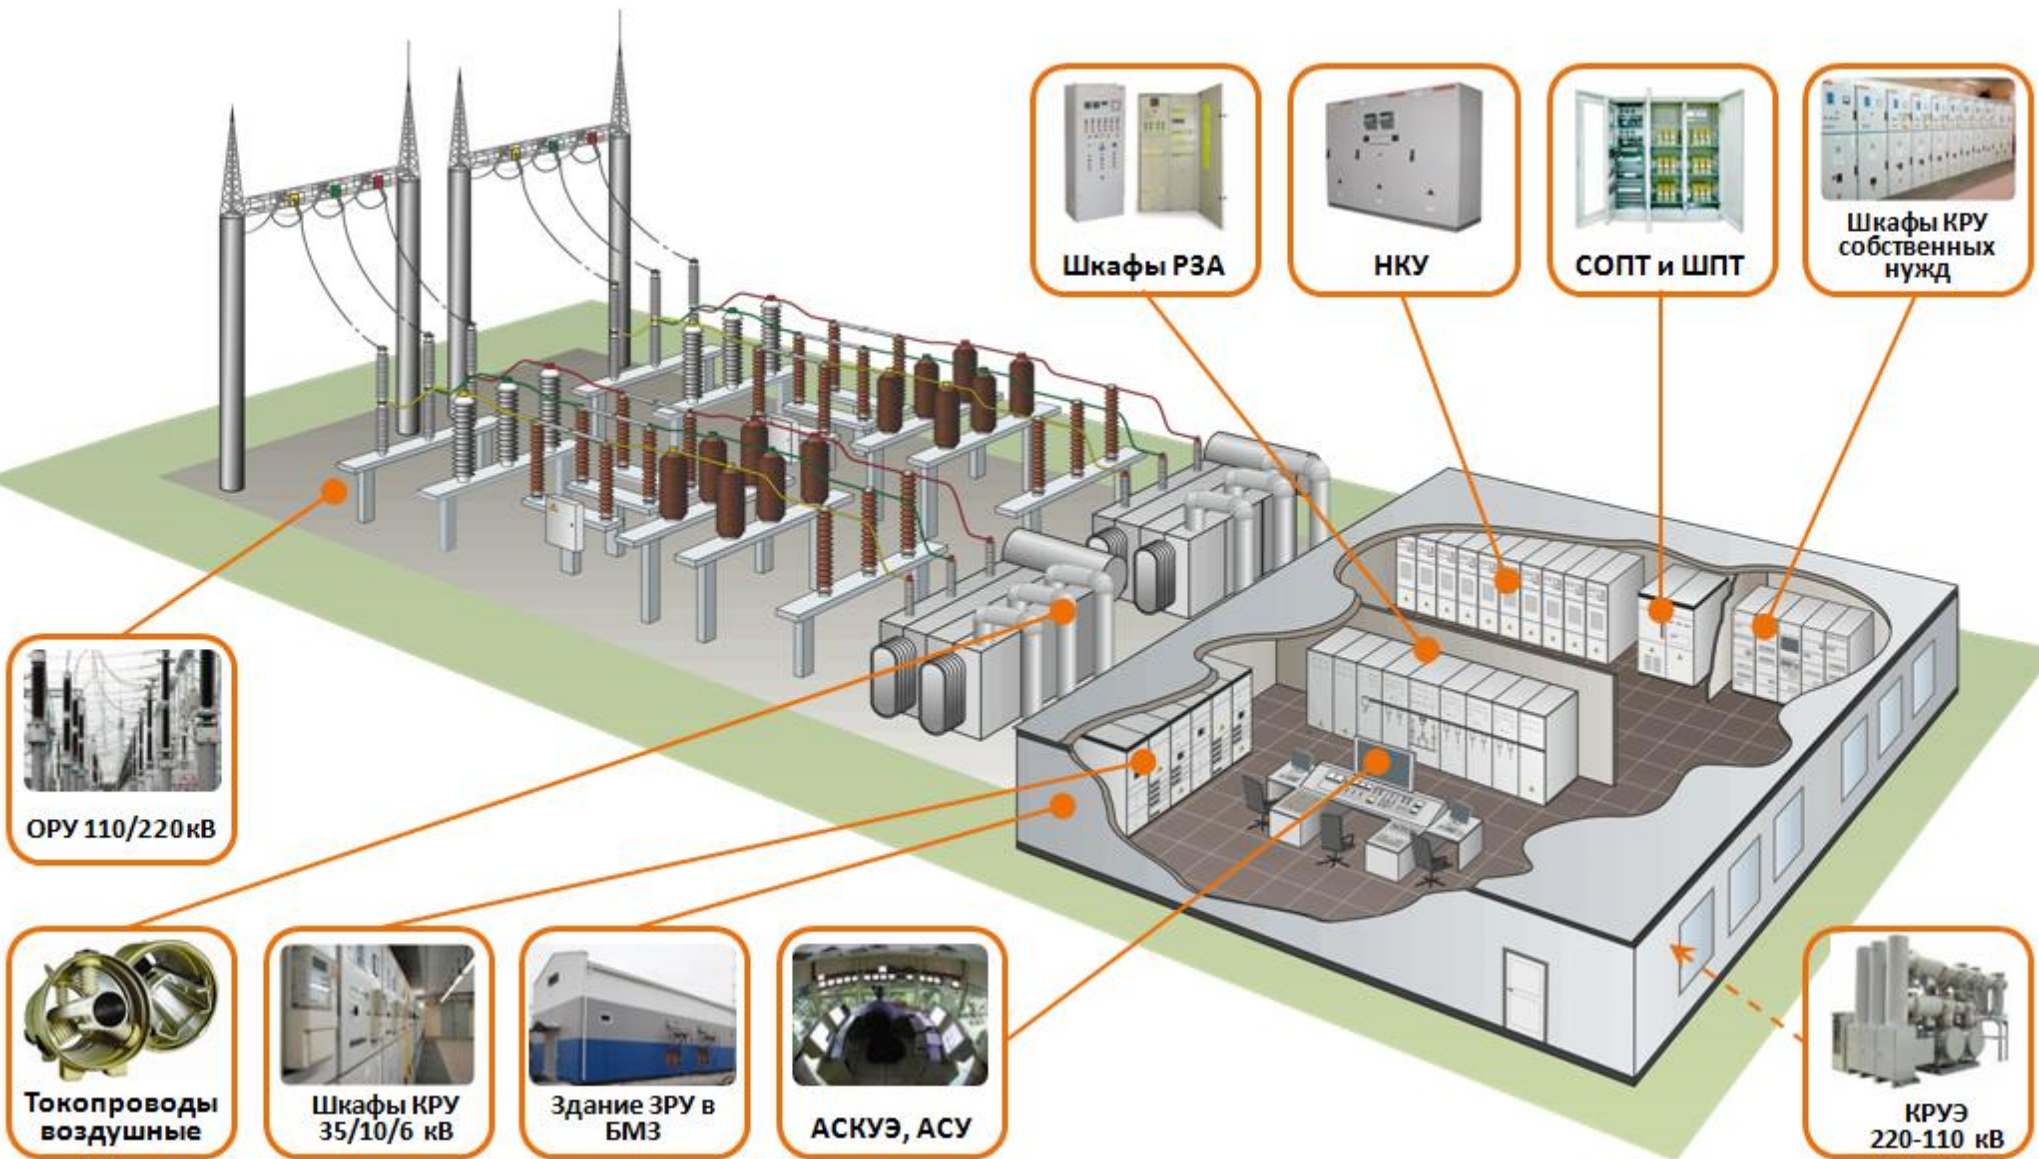 Шкафы РЗА
НКУ
СОПТ и ШПТ
Шкафы КРУ
собственных
нужд
ОРУ 110/220кВ
Токопроводы
воздушные
Шкафы КРУ
35/10/6 кВ
Здание ЗРУ в
БМЗ
АСКУЭ, АСУ
КРУЭ
220-110 кВ